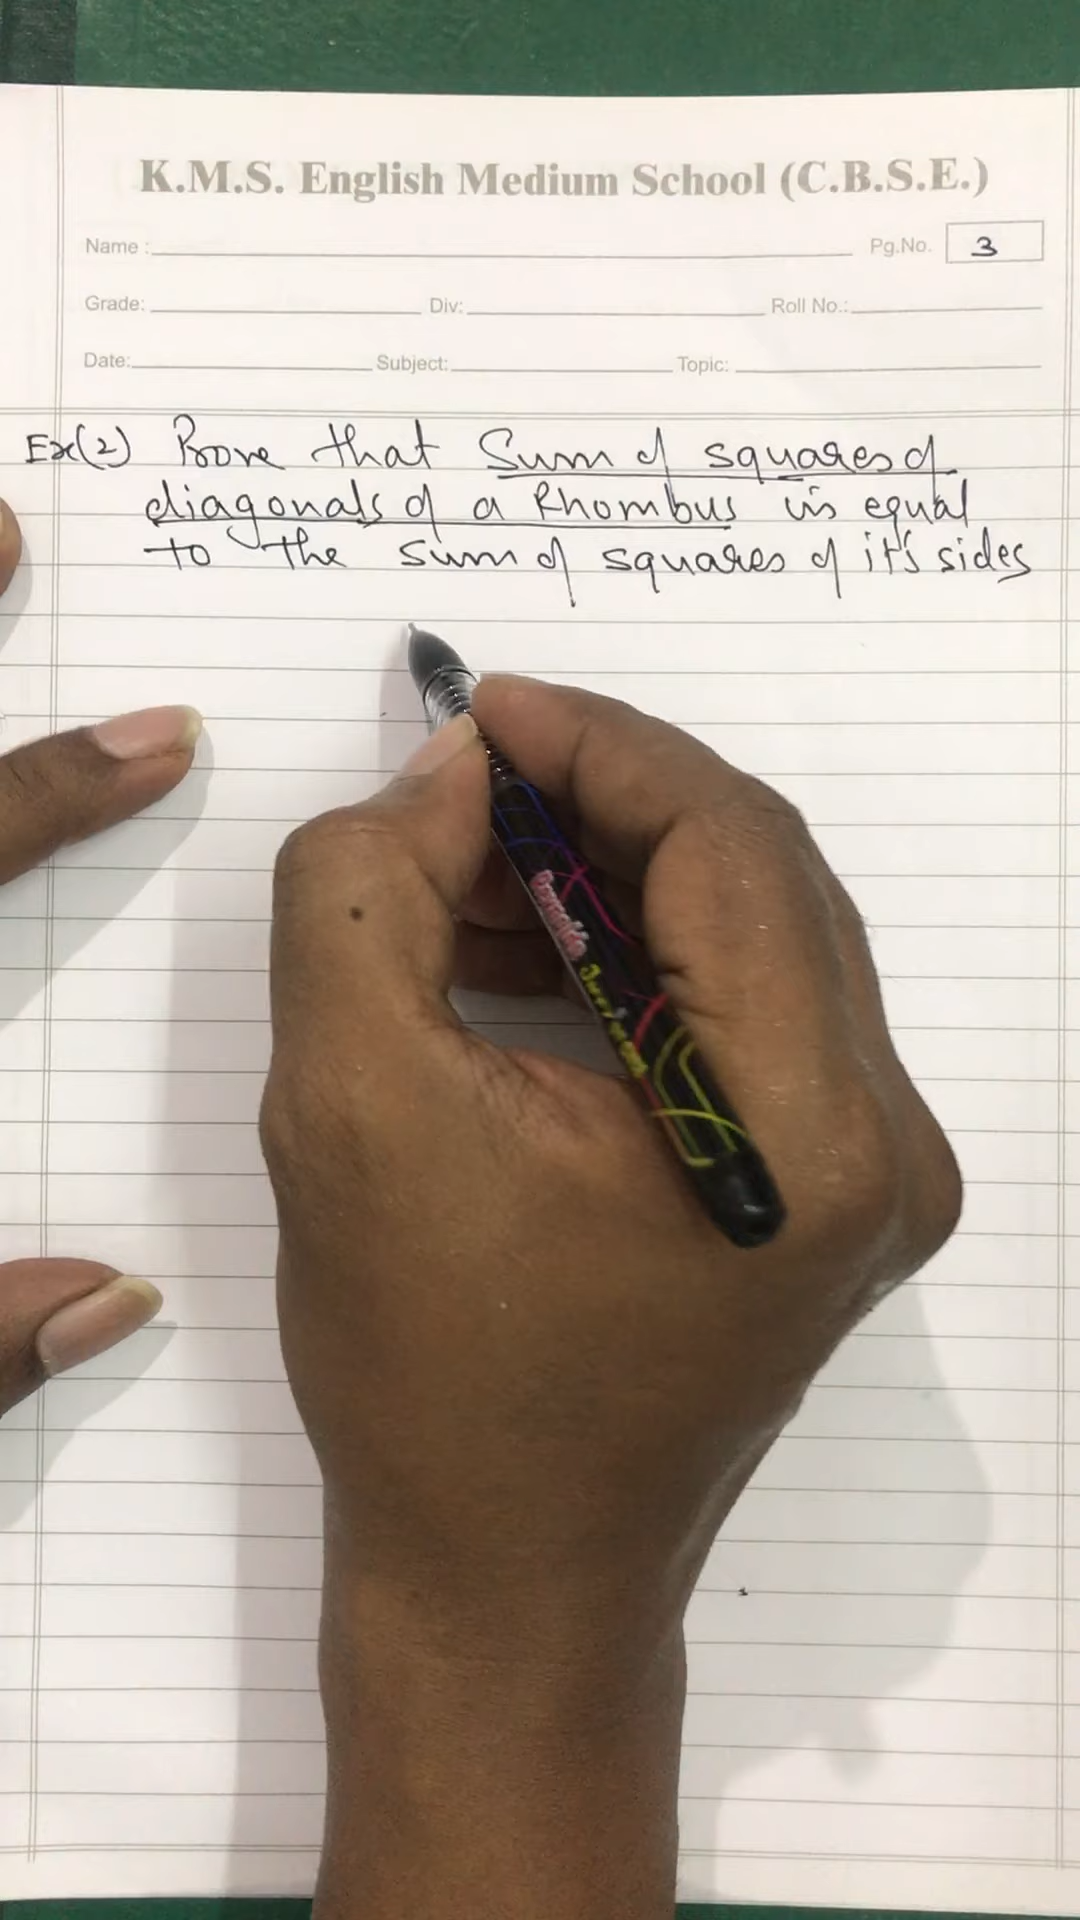 K.M.S. English Medium School (C.B.S.E.)
Name : Pg.No. 3
Grade: Div: Roll No.:
Date: Subject: Topic:
Ex(2) Prove that Sum of squares of
diagonals of a Rhombus is equal
to the sum of squares of it's sides